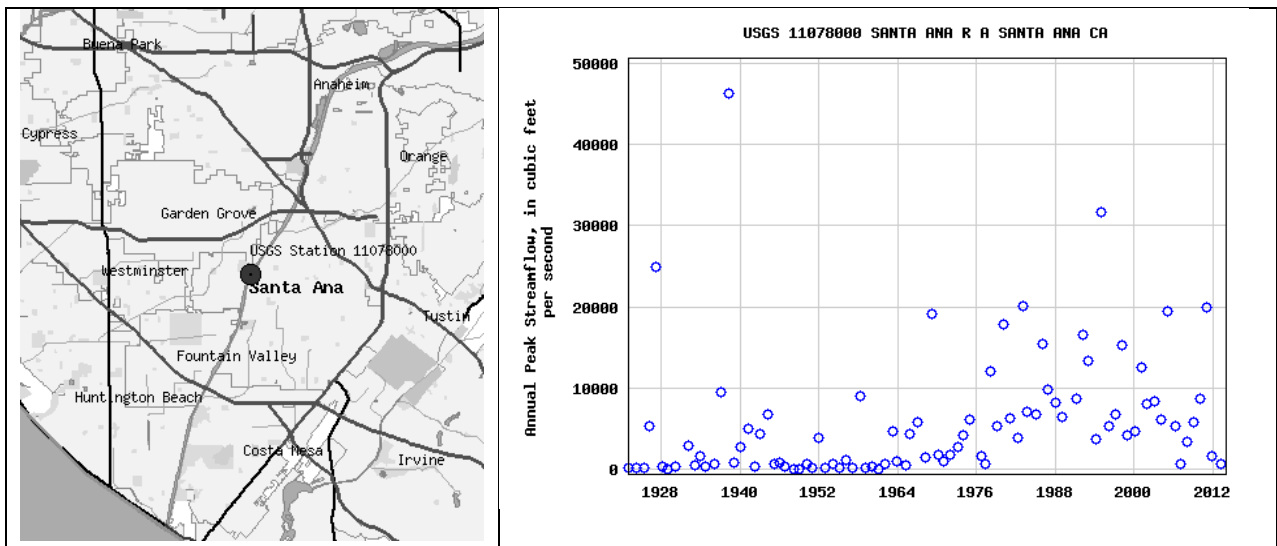 Buena Park
Anaheim
Cypress
Orange
Garden Grove
USGS Station 11078000
Westminster
Santa Ana
Tustin
Fountain Valley
Huntington Beach
Costa Mesa
Irvine
USGS 11078000 SANTA ANA R A SANTA ANA CA
Annual Peak Streamflow, in cubic feet
per second
50000
40000
30000
20000
10000
0
1928 1940 1952 1964 1976 1988 2000 2012